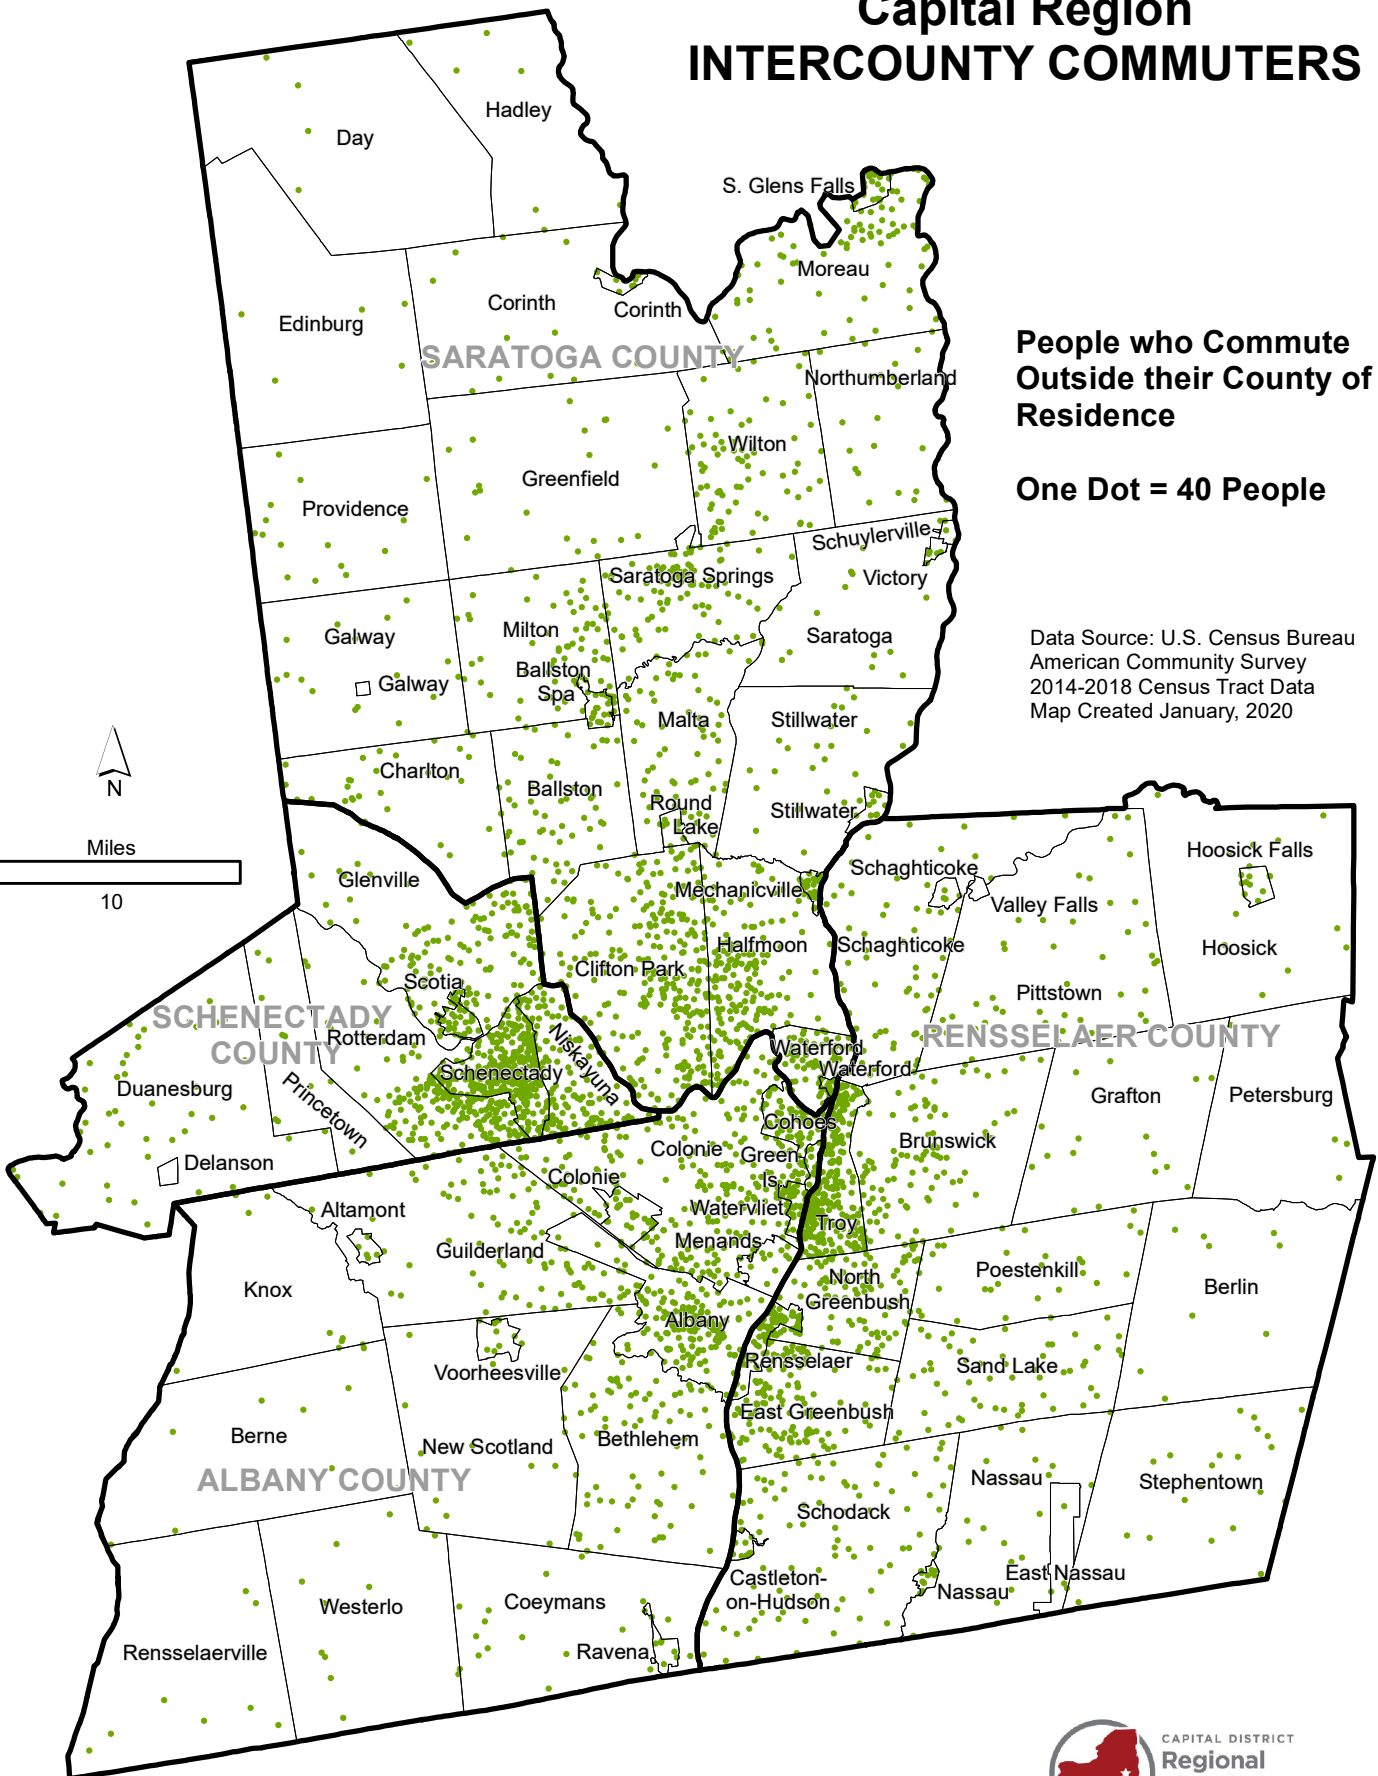 Capital Region
INTERCOUNTY COMMUTERS
Hadley
Day
S. Glens Falls
Moreau
Corinth
Corinth
Edinburg
SARATOGA COUNTY
People who Commute
Outside their County of
Residence
Northumberland
Wilton
Greenfield
One Dot = 40 People
Providence
Schuylerville
Saratoga Springs
Victory
Galway
Milton
Saratoga
Data Source: U.S. Census Bureau
American Community Survey
2014-2018 Census Tract Data
Map Created January, 2020
Ballston
Spa
Galway
Malta
Stillwater
N
Charlton
Ballston
Round
Lake
Stillwater
Miles
10
Glenville
Mechanicville
Schaghticoke
Hoosick Falls
Valley Falls
Halfmoon
Schaghticoke
Hoosick
Clifton Park
Scotia
Pittstown
SCHENECTADY
COUNTY
Rotterdam
Niskayuna
RENSSELAER COUNTY
Waterford
Waterford
Schenectady
Duanesburg
Princetown
Grafton
Petersburg
Cohoes
Brunswick
Colonie
Green
Is.
Delanson
Colonie
Altamont
Watervliet
Troy
Menands
Guilderland
Knox
North
Greenbush
Poestenkill
Berlin
Albany
Voorheesville
Rensselaer
Sand Lake
East Greenbush
Berne
New Scotland
Bethlehem
ALBANY COUNTY
Nassau
Stephentown
Schodack
Castleton-
on-Hudson
East Nassau
Nassau
Westerlo
Coeymans
Rensselaerville
Ravena
CAPITAL DISTRICT
Regional